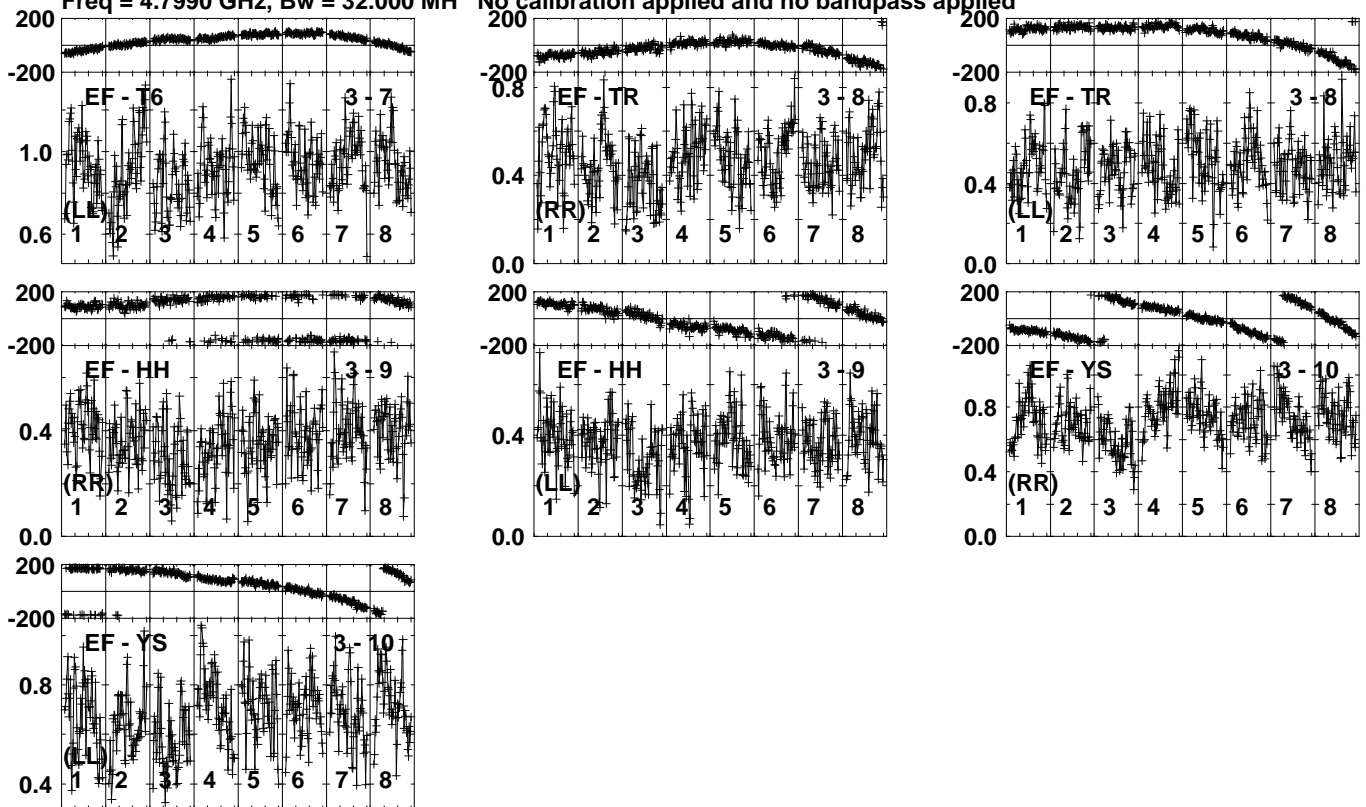 Freq = 4.7990 GHz, Bw = 32.000 MH No calibration applied and no bandpass applied
200
-200
EF - T6 3 - 7
1.0
(LL)
0.6
1 2 3 4 5 6 7 8
200
-200
0.8
EF - TR 3 - 8
0.4
(RR)
1 2 3 4 5 6 7 8
0.0
200
-200
EF - TR 3 - 8
0.8
0.4
(LL)
1 2 3 4 5 6 7 8
0.0
200
-200
EF - HH 3 - 9
0.4
(RR)
1 2 3 4 5 6 7 8
0.0
200
-200
EF - HH 3 - 9
0.4
(LL)
1 2 3 4 5 6 7 8
0.0
200
-200
EF - YS 3 - 10
0.8
0.4
(RR)
1 2 3 4 5 6 7 8
0.0
200
-200
EF - YS 3 - 10
0.8
(LL)
0.4
1 2 3 4 5 6 7 8